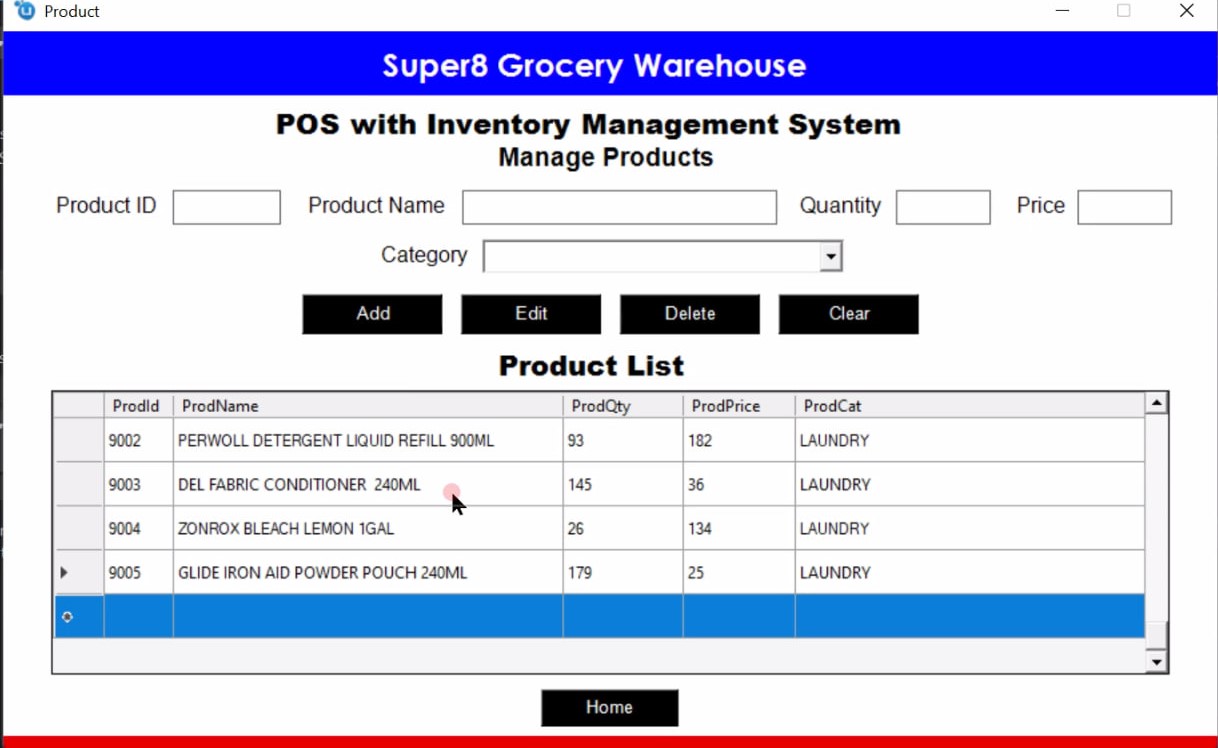 Product
Super8 Grocery Warehouse
POS with Inventory Management System
Manage Products
Product ID Product Name Quantity Price
Category
Add Edit Delete Clear
Product List
ProdId ProdName ProdQty ProdPrice ProdCat
9002 PERWOLL DETERGENT LIQUID REFILL 900ML 93 182 LAUNDRY
9003 DEL FABRIC CONDITIONER 240ML 145 36 LAUNDRY
9004 ZONROX BLEACH LEMON 1GAL 26 134 LAUNDRY
9005 GLIDE IRON AID POWDER POUCH 240ML 179 25 LAUNDRY
Home